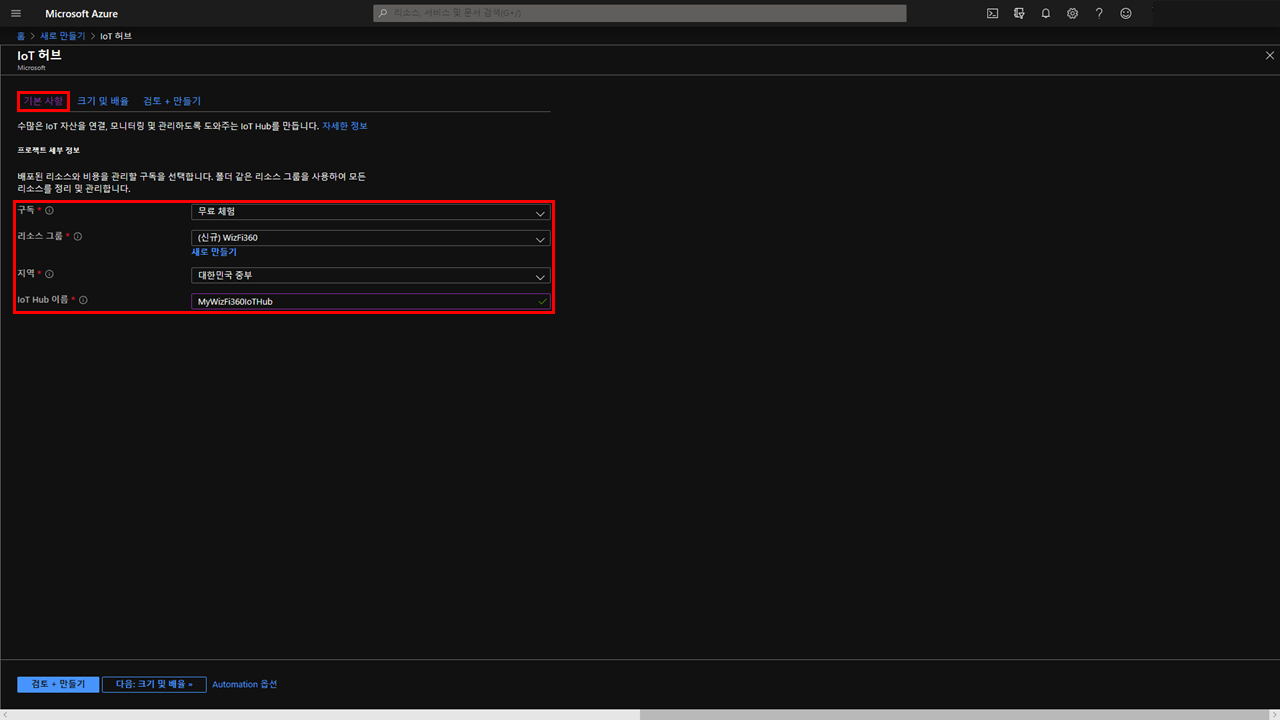 Microsoft Azure
리소스, 서비스 및 문서 검색(G+/)
홈 > 새로 만들기 > IoT 허브
IoT 허브
Microsoft
기본 사항 크기 및 배율 검토 + 만들기
수많은 IoT 자산을 연결, 모니터링 및 관리하도록 도와주는 IoT Hub를 만듭니다. 자세한 정보
프로젝트 세부 정보
배포된 리소스와 비용을 관리할 구독을 선택합니다. 폴더 같은 리소스 그룹을 사용하여 모든
리소스를 정리 및 관리합니다.
구독 * 무료 체험
리소스 그룹 * (신규) WizFi360
새로 만들기
지역 * 대한민국 중부
IoT Hub 이름 * MyWizFi360IoTHub
검토 + 만들기 다음: 크기 및 배율 » Automation 옵션